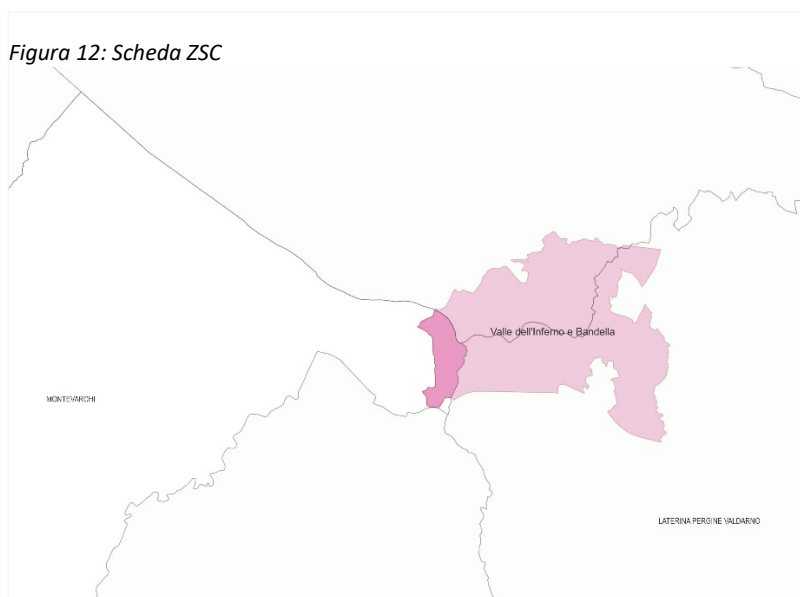 Figura 12: Scheda ZSC
Valle dell'Inferno e Bandella
MONTEVARCHI
LATERINA PERGINE VALDARNO